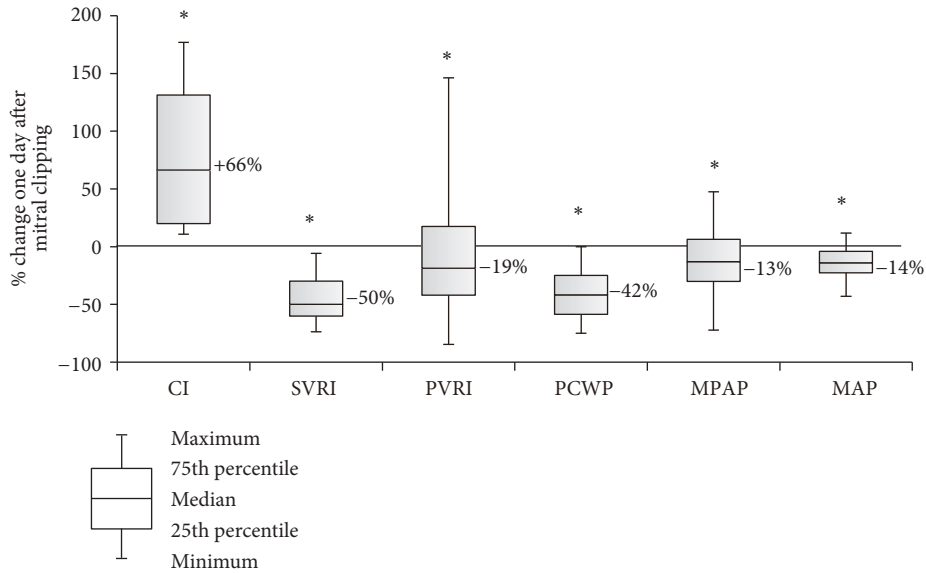 % change one day after
mitral clipping
200
150
100
50
0
−50
−100
*
*
*
*
*
*
+66%
−50%
−19%
−42%
−13%
−14%
CI
SVRI
PVRI
PCWP
MPAP
MAP
Maximum
75th percentile
Median
25th percentile
Minimum